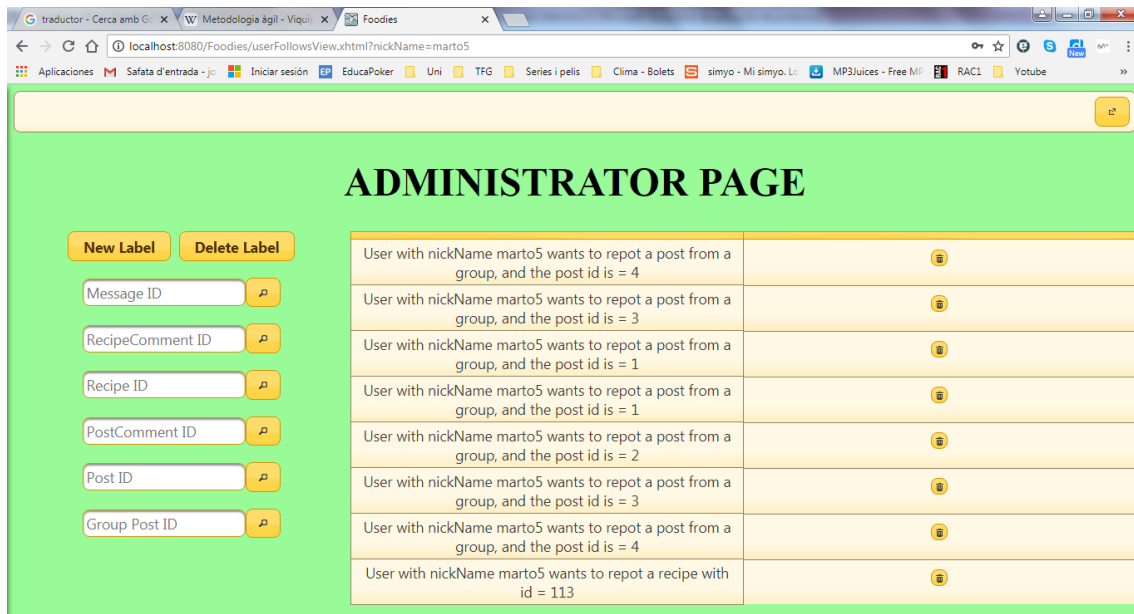 traductor - Cerca amb Go
Metodologia àgil - Viquip
Foodies
localhost:8080/Foodies/userFollowsView.xhtml?nickName=marto5
Aplicaciones
Safata d'entrada - jo
Iniciar sesión
EP EducaPoker
Uni
TFG
Series i pelis
Clima - Bolets
simyo - Mi simyo. Lo
MP3Juices - Free MP
RAC1
Yotube
New
ADMINISTRATOR PAGE
New Label
Delete Label
Message ID
RecipeComment ID
Recipe ID
PostComment ID
Post ID
Group Post ID
User with nickName marto5 wants to repot a post from a
group, and the post id is = 4
User with nickName marto5 wants to repot a post from a
group, and the post id is = 3
User with nickName marto5 wants to repot a post from a
group, and the post id is = 1
User with nickName marto5 wants to repot a post from a
group, and the post id is = 1
User with nickName marto5 wants to repot a post from a
group, and the post id is = 2
User with nickName marto5 wants to repot a post from a
group, and the post id is = 3
User with nickName marto5 wants to repot a post from a
group, and the post id is = 4
User with nickName marto5 wants to repot a recipe with
id = 113